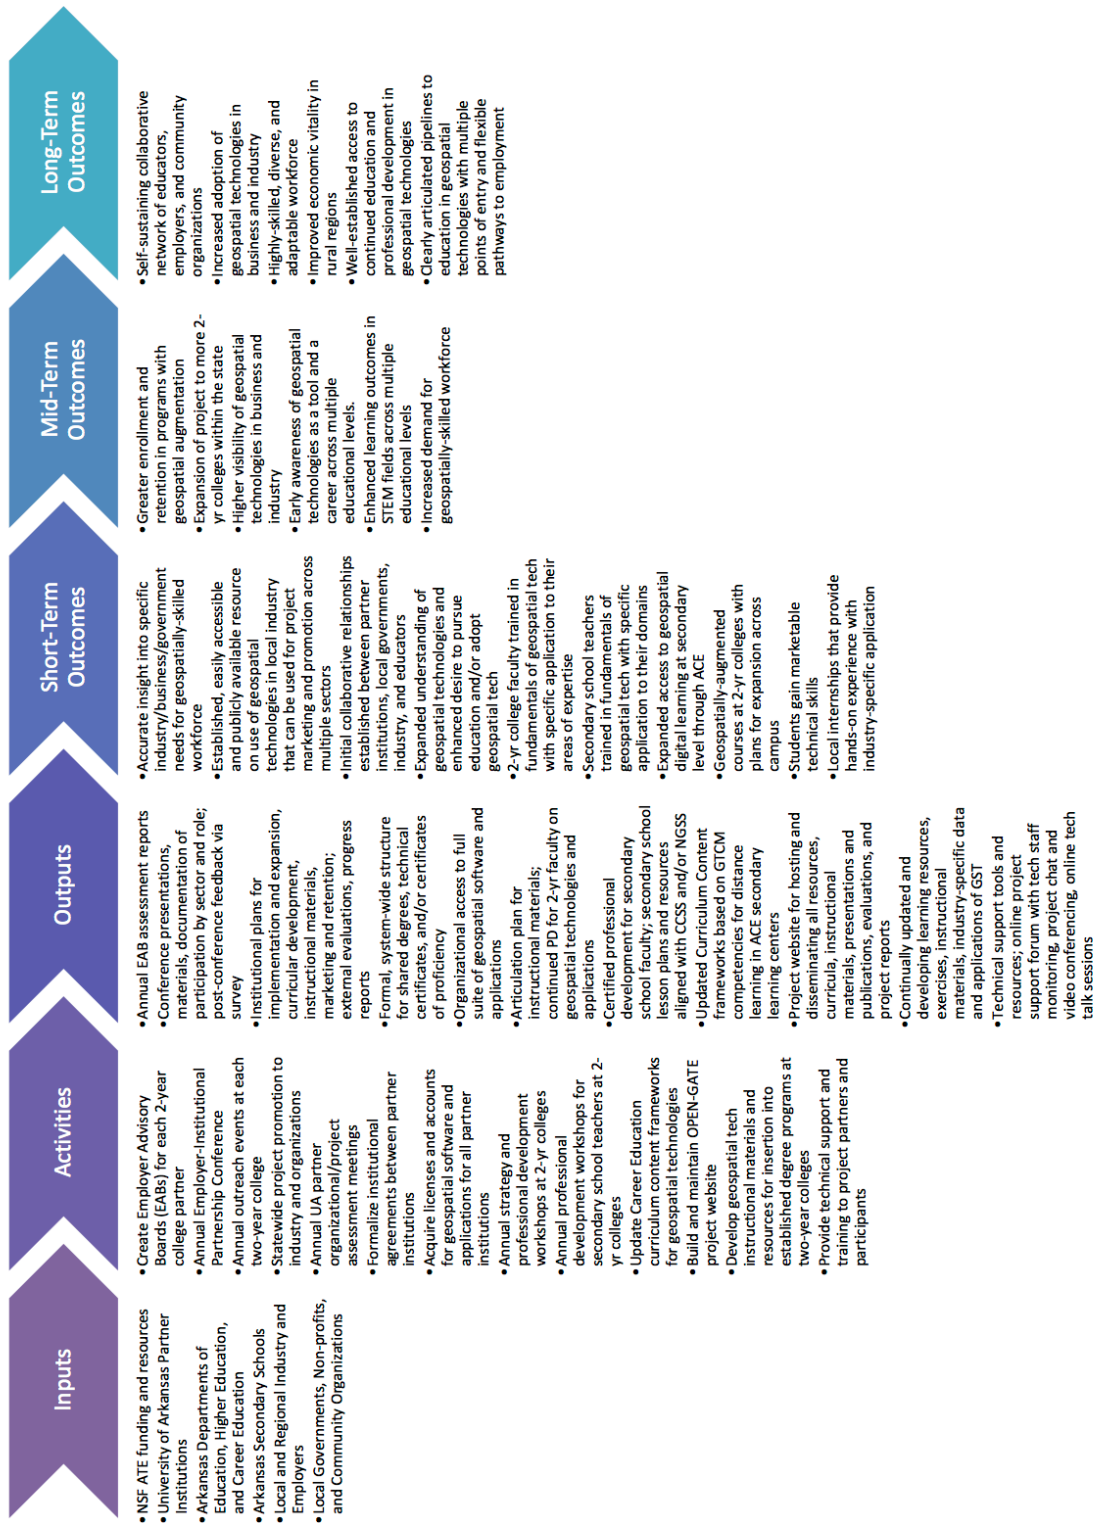 Inputs
•NSF ATE funding and resources
•University of Arkansas Partner
Institutions
•Arkansas Departments of
Education, Higher Education,
and Career Education
•Arkansas Secondary Schools
•Local and Regional Industry and
Employers
•Local Governments, Non-profits,
and Community Organizations
Activities
•Create Employer Advisory
Boards (EABs) for each 2-year
college partner
•Annual Employer-Institutional
Partnership Conference
•Annual outreach events at each
two-year college
•Statewide project promotion to
industry and organizations
•Annual UA partner
organizational/project
assessment meetings
•Formalize institutional
agreements between partner
institutions
•Acquire licenses and accounts
for geospatial software and
applications for all partner
institutions
•Annual strategy and
professional development
workshops at 2-yr colleges
•Annual professional
development workshops for
secondary school teachers at 2-
yr colleges
•Update Career Education
curriculum content frameworks
for geospatial technologies
•Build and maintain OPEN-GATE
project website
•Develop geospatial tech
instructional materials and
resources for insertion into
established degree programs at
two-year colleges
•Provide technical support and
training to project partners and
participants
Outputs
•Annual EAB assessment reports
•Conference presentations,
materials, documentation of
participation by sector and role;
post-conference feedback via
survey
•Institutional plans for
implementation and expansion,
curricular development,
instructional materials,
marketing and retention;
external evaluations, progress
reports
•Formal, system-wide structure
for shared degrees, technical
certificates, and/or certificates
of proficiency
•Organizational access to full
suite of geospatial software and
applications
•Articulation plan for
instructional materials;
continued PD for 2-yr faculty on
geospatial technologies and
applications
•Certified professional
development for secondary
school faculty; secondary school
lesson plans and resources
aligned with CCSS and/or NGSS
•Updated Curriculum Content
frameworks based on GTCM
competencies for distance
learning in ACE secondary
learning centers
•Project website for hosting and
disseminating all resources,
curricula, instructional
materials, presentations and
publications, evaluations, and
project reports
•Continually updated and
developing learning resources,
exercises, instructional
materials, industry-specific data
and applications of GST
•Technical support tools and
resources; online project
support forum with tech staff
monitoring, project chat and
video conferencing, online tech
talk sessions
Short-Term
Outcomes
•Accurate insight into specific
industry/business/government
needs for geospatially-skilled
workforce
•Established, easily accessible
and publicly available resource
on use of geospatial
technologies in local industry
that can be used for project
marketing and promotion across
multiple sectors
•Initial collaborative relationships
established between partner
institutions, local governments,
industry, and educators
•Expanded understanding of
geospatial technologies and
enhanced desire to pursue
education and/or adopt
geospatial tech
•2-yr college faculty trained in
fundamentals of geospatial tech
with specific application to their
areas of expertise
•Secondary school teachers
trained in fundamentals of
geospatial tech with specific
application to their domains
•Expanded access to geospatial
digital learning at secondary
level through ACE
•Geospatially-augmented
courses at 2-yr colleges with
plans for expansion across
campus
•Students gain marketable
technical skills
•Local internships that provide
hands-on experience with
industry-specific application
Mid-Term
Outcomes
•Greater enrollment and
retention in programs with
geospatial augmentation
•Expansion of project to more 2-
yr colleges within the state
•Higher visibility of geospatial
technologies in business and
industry
•Early awareness of geospatial
technologies as a tool and a
career across multiple
educational levels.
•Enhanced learning outcomes in
STEM fields across multiple
educational levels
•Increased demand for
geospatially-skilled workforce
Long-Term
Outcomes
•Self-sustaining collaborative
network of educators,
employers, and community
organizations
•Increased adoption of
geospatial technologies in
business and industry
•Highly-skilled, diverse, and
adaptable workforce
•Improved economic vitality in
rural regions
•Well-established access to
continued education and
professional development in
geospatial technologies
•Clearly articulated pipelines to
education in geospatial
technologies with multiple
points of entry and flexible
pathways to employment